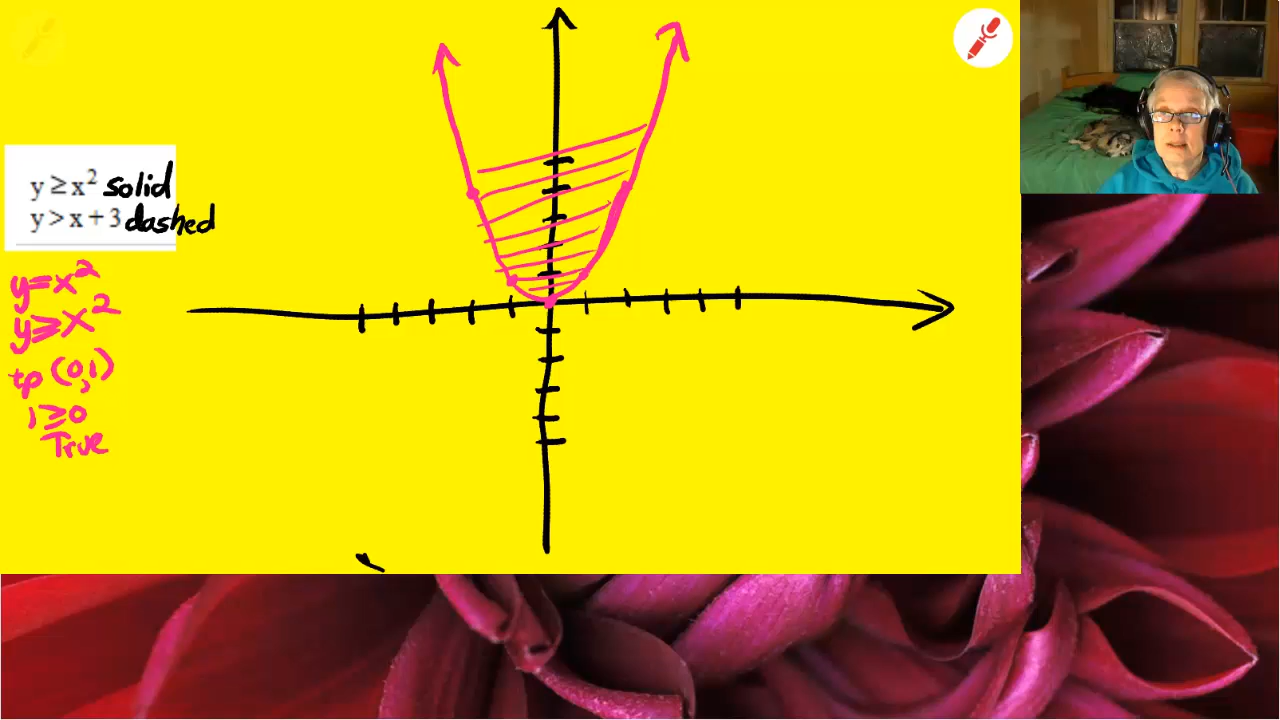 y ≥ x² solid
y > x + 3 dashed
y = x²
y ≥ x²
tp (0,1)
1 ≥ 0
True